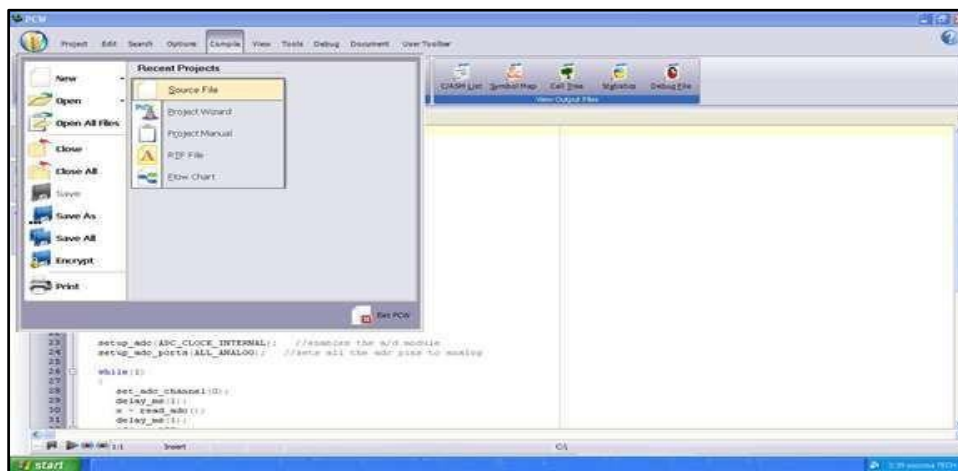 PCW
Project Edit Search Options Compile View Tools Debug Document User Toolbar
New
Open
Open All Files
Close
Close All
Save
Save As
Save All
Encrypt
Print
Recent Projects
Source File
Project Wizard
Project Manual
RTF File
Flow Chart
Exit PCW
C/ASM List Symbol Map Call Tree Statistics Debug File
View Output Files
23 setup_adc(ADC_CLOCK_INTERNAL); //enables the a/d module
24 setup_adc_ports(ALL_ANALOG); //sets all the adc pins to analog
25
26 while(1)
27 {
28 set_adc_channel(0);
29 delay_ms(1);
30 x = read_adc();
31 delay_ms(1);
1:1 Insert
start